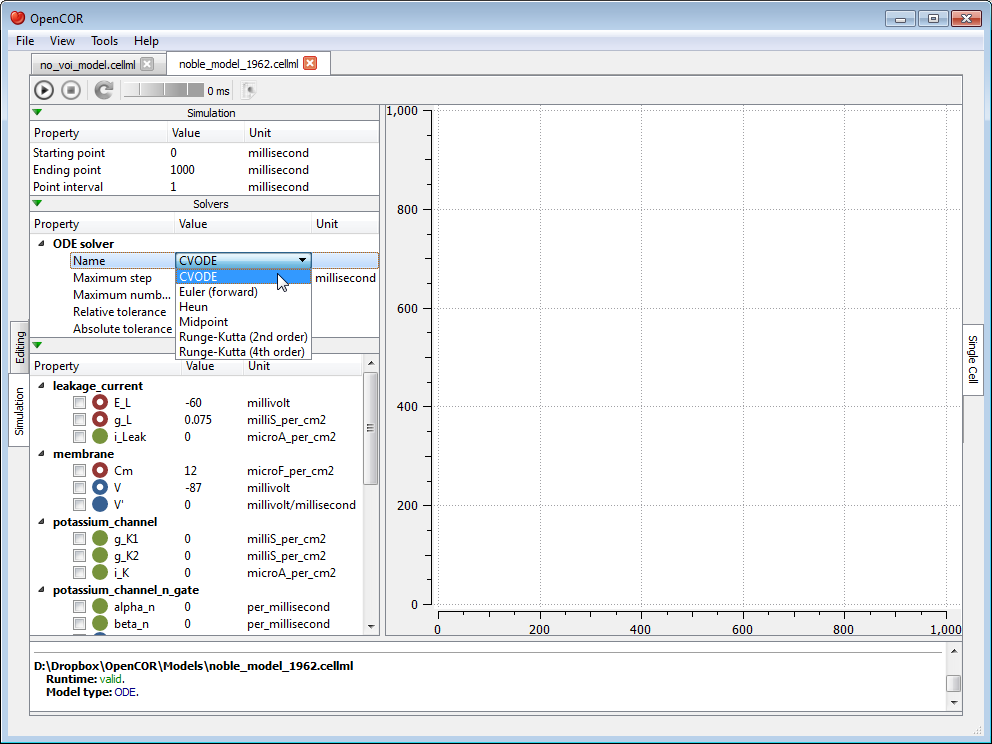 OpenCOR
File View Tools Help
no_voi_model.cellml noble_model_1962.cellml
0 ms
Simulation
Property Value Unit
Starting point 0 millisecond
Ending point 1000 millisecond
Point interval 1 millisecond
Solvers
Property Value Unit
ODE solver
Name CVODE
Maximum step millisecond
Maximum numb...
Relative tolerance
Absolute tolerance
CVODE
Euler (forward)
Heun
Midpoint
Runge-Kutta (2nd order)
Runge-Kutta (4th order)
Property Value Unit
leakage_current
E_L -60 millivolt
g_L 0.075 milliS_per_cm2
i_Leak 0 microA_per_cm2
membrane
Cm 12 microF_per_cm2
V -87 millivolt
V' 0 millivolt/millisecond
potassium_channel
g_K1 0 milliS_per_cm2
g_K2 0 milliS_per_cm2
i_K 0 microA_per_cm2
potassium_channel_n_gate
alpha_n 0 per_millisecond
beta_n 0 per_millisecond
Editing
Simulation
1,000
800
600
400
200
0
0 200 400 600 800 1,000
Single Cell
D:\Dropbox\OpenCOR\Models\noble_model_1962.cellml
Runtime: valid.
Model type: ODE.